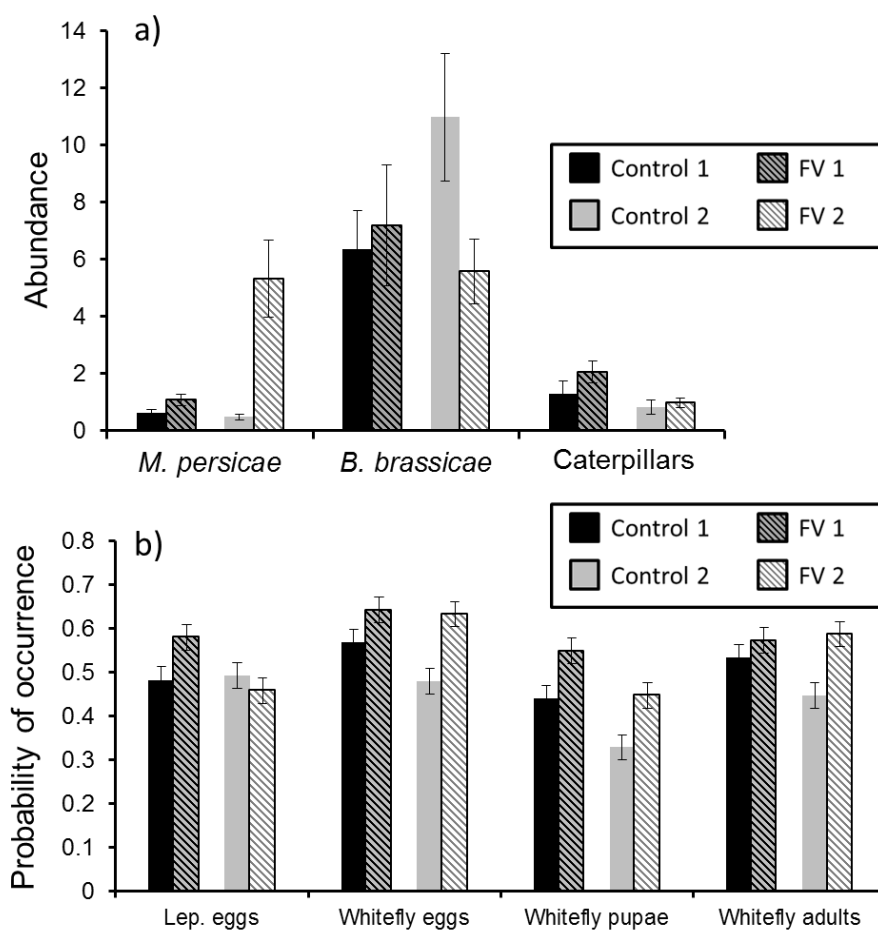 a)
14
12
10
8
6
4
2
0
Abundance
Control 1 FV 1
Control 2 FV 2
M. persicae B. brassicae Caterpillars
b)
0.8
0.7
0.6
0.5
0.4
0.3
0.2
0.1
0
Probability of occurrence
Control 1 FV 1
Control 2 FV 2
Lep. eggs Whitefly eggs Whitefly pupae Whitefly adults